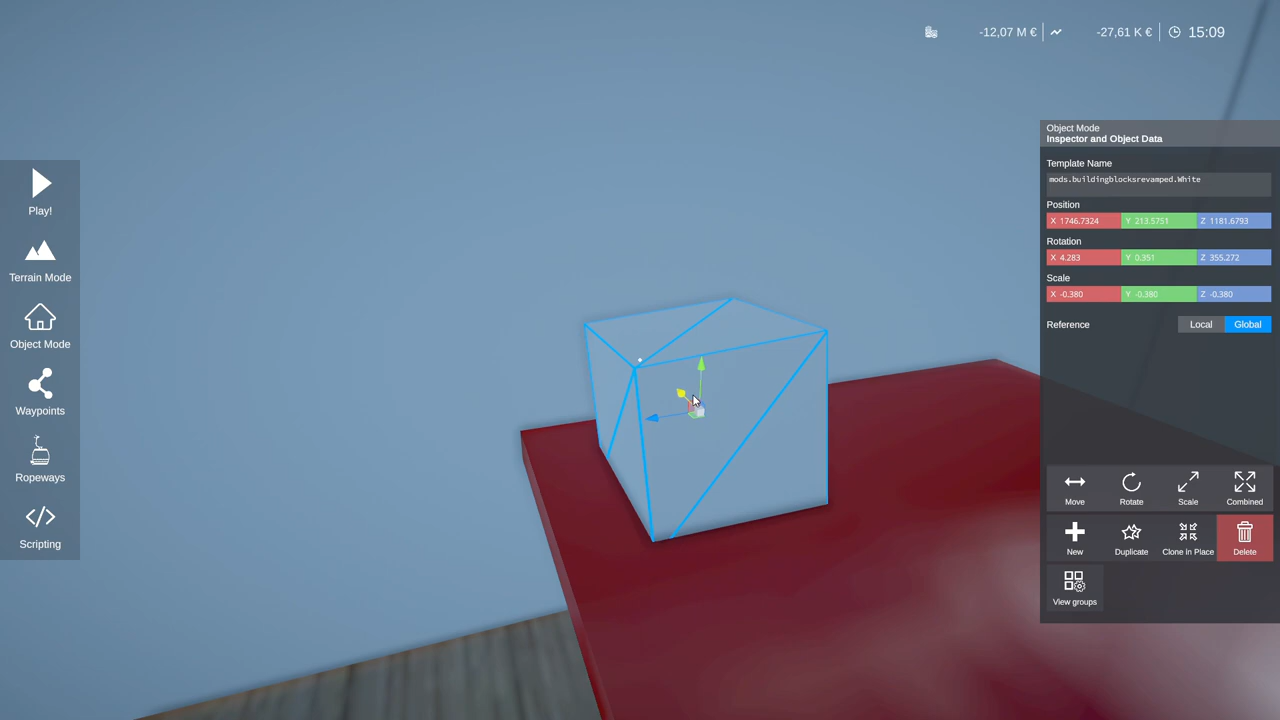 -12,07 M € -27,61 K € 15:09
Object Mode
Inspector and Object Data
Template Name
mods.buildingblocksrevamped.White
Position
X 1746.7324 Y 213.5751 Z 1181.6793
Rotation
X 4.283 Y 0.351 Z 355.272
Scale
X -0.380 Y -0.380 Z -0.380
Reference Local Global
Move Rotate Scale Combined
New Duplicate Clone in Place Delete
View groups
Play!
Terrain Mode
Object Mode
Waypoints
Ropeways
Scripting